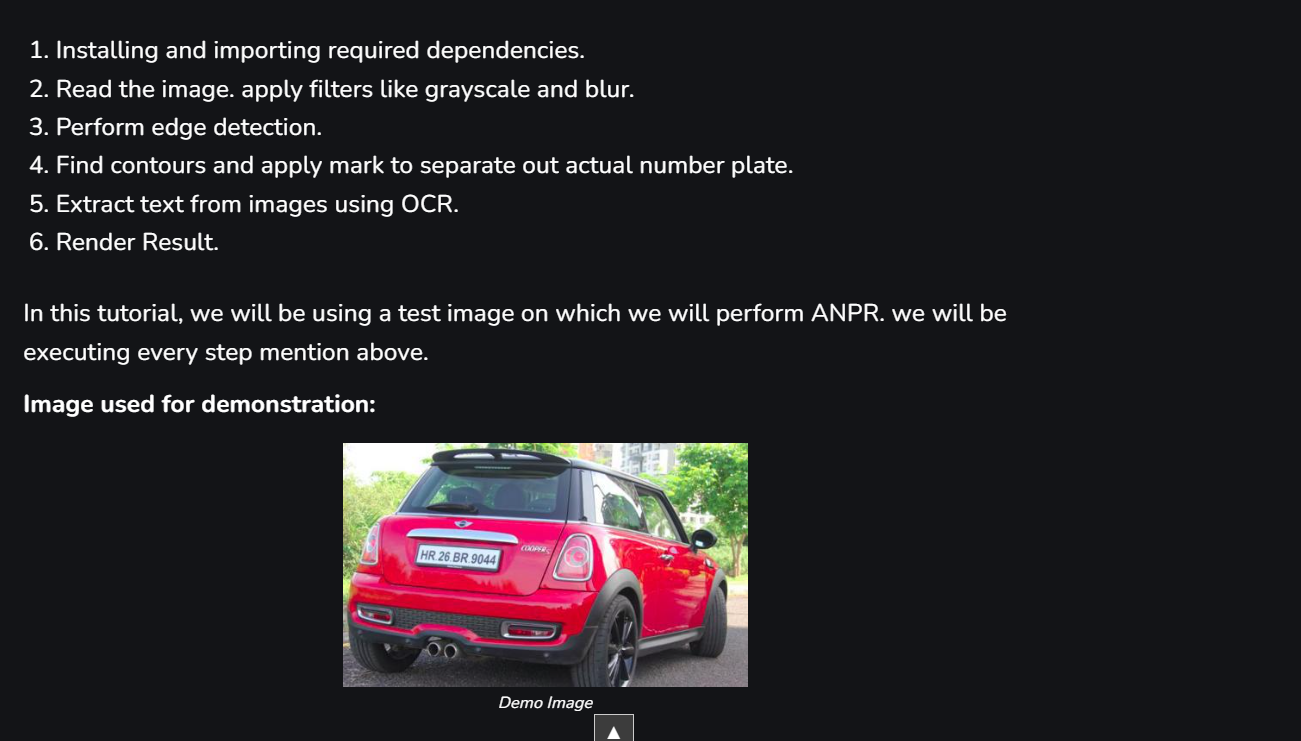 1. Installing and importing required dependencies.
2. Read the image. apply filters like grayscale and blur.
3. Perform edge detection.
4. Find contours and apply mark to separate out actual number plate.
5. Extract text from images using OCR.
6. Render Result.
In this tutorial, we will be using a test image on which we will perform ANPR. we will be
executing every step mention above.
Image used for demonstration:
COOPER
HR 26 BR 9044
Demo Image